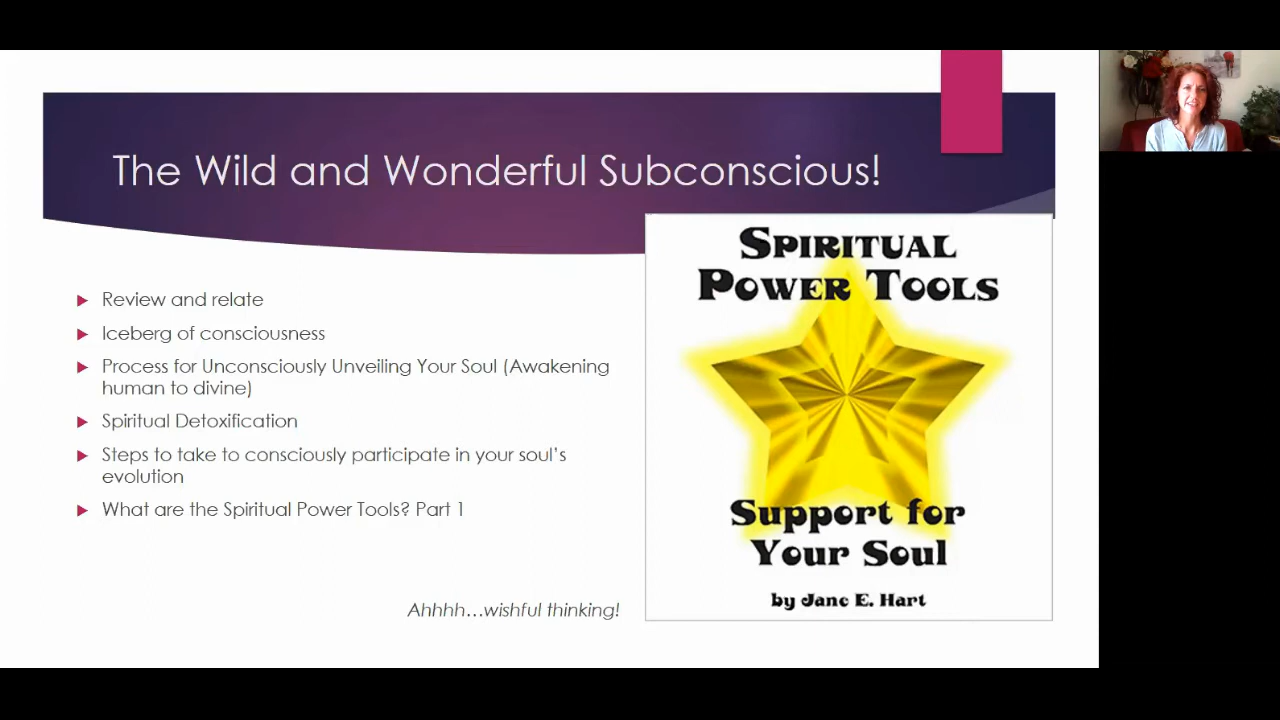 The Wild and Wonderful Subconscious!
Review and relate
Iceberg of consciousness
Process for Unconsciously Unveiling Your Soul (Awakening
human to divine)
Spiritual Detoxification
Steps to take to consciously participate in your soul's
evolution
What are the Spiritual Power Tools? Part 1
Ahhhh...wishful thinking!
Spiritual
Power Tools
Support for
Your Soul
by Jane E. Hart